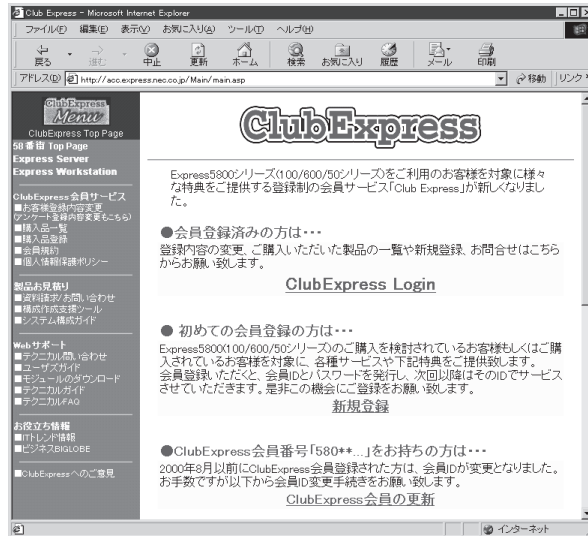 Club Express - Microsoft Internet Explorer
ファイル(F) 編集(E) 表示(V) お気に入り(A) ツール(T) ヘルプ(H)
戻る 進む 中止 更新 ホーム 検索 お気に入り 履歴 メール 印刷
アドレス(D) http://acc.express.nec.co.jp/Main/main.asp 移動 リンク
ClubExpress
Menu
ClubExpress Top Page
58番街 Top Page
Express Server
Express Workstation
ClubExpress会員サービス
■お客様登録内容変更
(アンケート登録内容変更もこちら)
■購入品一覧
■購入品登録
■会員規約
■個人情報保護ポリシー
製品お見積り
■資料請求/お問い合わせ
■構成作成支援ツール
■システム構成ガイド
Webサポート
■テクニカル問い合わせ
■ユーザズガイド
■モジュールのダウンロード
■テクニカルガイド
■テクニカルFAQ
お役立ち情報
■ITトレンド情報
■ビジネスBIGLOBE
■ClubExpressへのご意見
ClubExpress
Express5800シリーズ(100/600/50シリーズ)をご利用のお客様を対象に様々
な特典をご提供する登録制の会員サービス「Club Express」が新しくなりまし
た。
●会員登録済みの方は・・・
登録内容の変更、ご購入いただいた製品の一覧や新規登録、お問合せはこちら
からお願い致します。
ClubExpress Login
● 初めての会員登録の方は・・・
Express5800(100/600/50シリーズ)のご購入を検討されているお客様もしくはご購
入されているお客様を対象に、各種サービスや下記特典をご提供致します。
会員登録いただくと、会員IDとパスワードを発行し、次回以降はそのIDでサービス
させていただきます。是非この機会にご登録をお願い致します。
新規登録
●ClubExpress会員番号「580**...」をお持ちの方は・・・
2000年8月以前にClubExpress会員登録された方は、会員IDが変更となりました。
お手数ですが以下から会員ID変更手続きをお願い致します。
ClubExpress会員の更新
インターネット